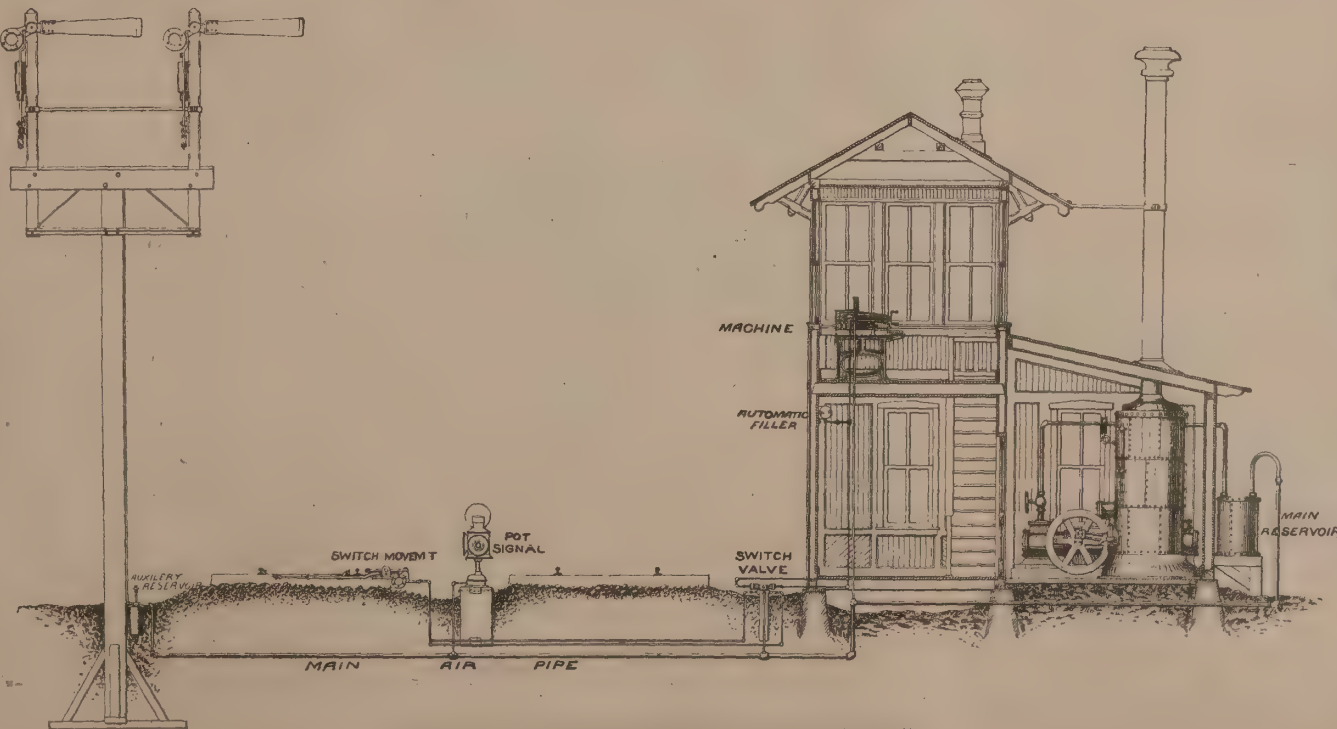 MACHINE
AUTOMATIC
FILLER
POT
SIGNAL
MAIN
RESERVOIR
SWITCH MOVEM'T
SWITCH
VALVE
AUXILERY
RESERVOIR
MAIN AIR PIPE